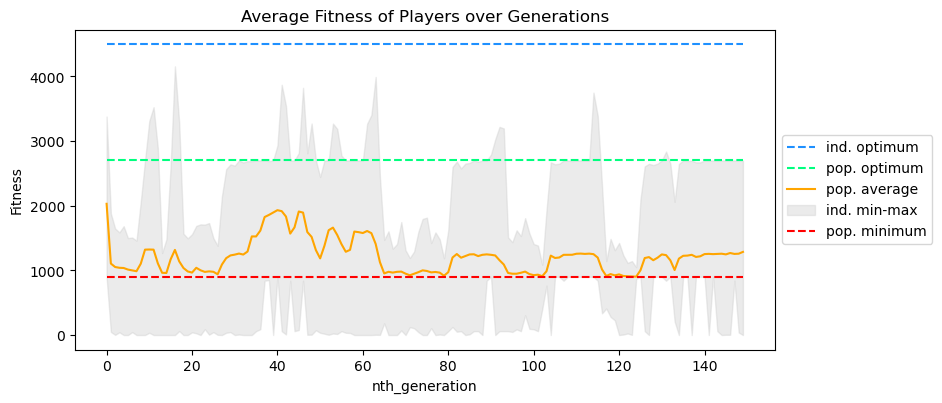 Average Fitness of Players over Generations
Fitness
4000
3000
2000
1000
0
0 20 40 60 80 100 120 140
nth_generation
ind. optimum
pop. optimum
pop. average
ind. min-max
pop. minimum